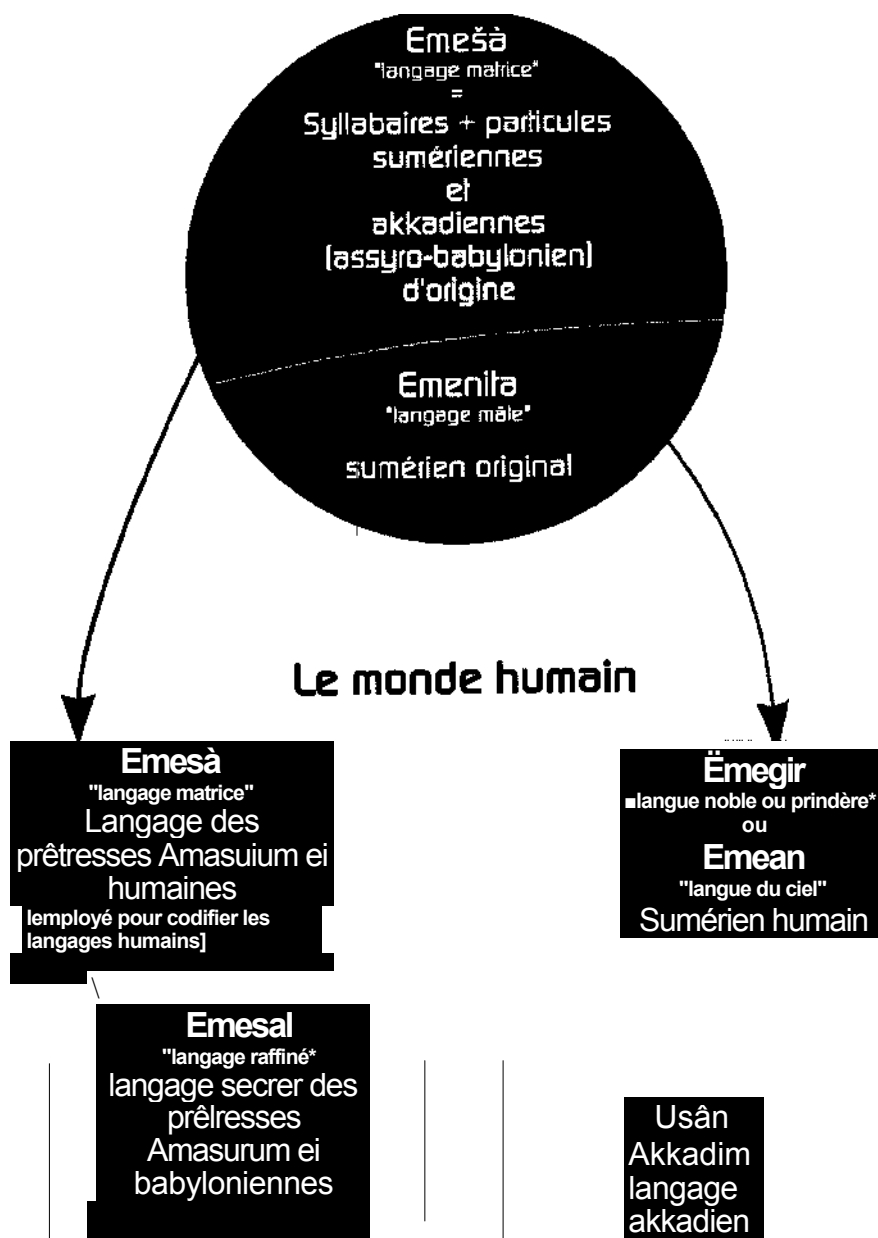 Emešà
"langage matrice"
=
Syllabaires + particules
sumériennes
et
akkadiennes
(assyro-babylonien)
d'origine
Emenita
"langage mâle"
sumérien original
Le monde humain
Emesà
"langage matrice"
Langage des
prêtresses Amasuium ei
humaines
lemployé pour codifier les
langages humains]
Ëmegir
■langue noble ou prindère*
ou
Emean
"langue du ciel"
Sumérien humain
Emesal
"langage raffiné*
langage secrer des
prêlresses
Amasurum ei
babyloniennes
Usân
Akkadim
langage
akkadien